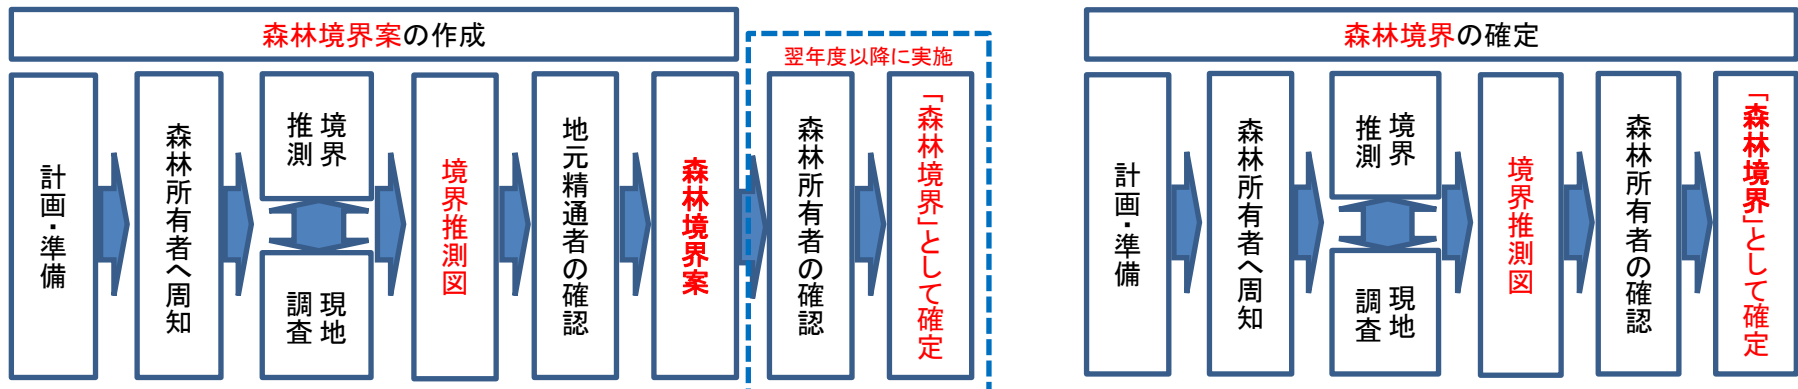 森林境界案の作成
計画・準備
森林所有者へ周知
境界
推測
現地
調査
境界推測図
地元精通者の確認
森林境界案
翌年度以降に実施
森林所有者の確認
「森林境界」として確定
森林境界の確定
計画・準備
森林所有者へ周知
境界
推測
現地
調査
境界推測図
森林所有者の確認
「森林境界」として確定